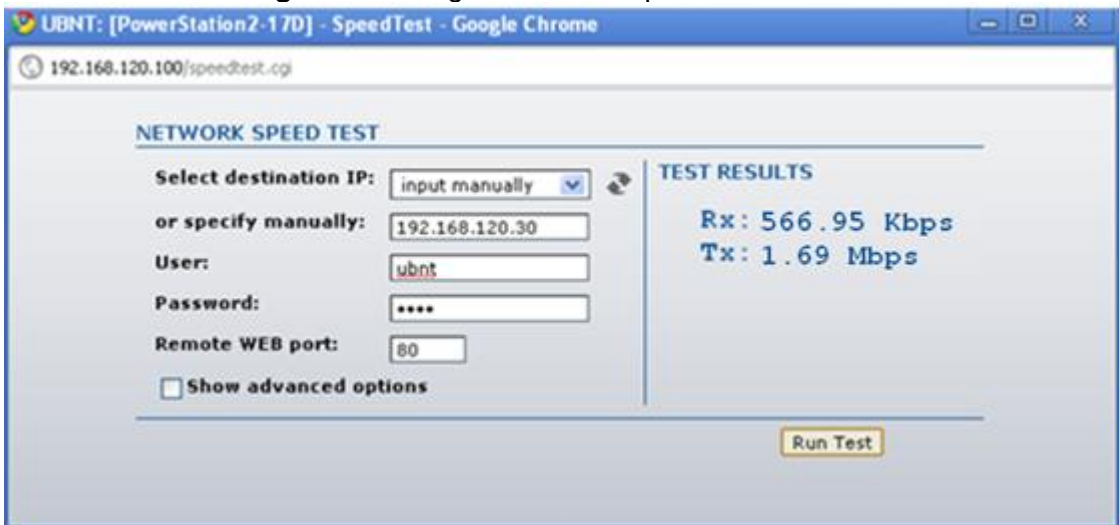 UBNT: [PowerStation2-17D] - SpeedTest - Google Chrome
192.168.120.100/speedtest.cgi
NETWORK SPEED TEST
Select destination IP: input manually
or specify manually: 192.168.120.30
User: ubnt
Password: ••••
Remote WEB port: 80
Show advanced options
TEST RESULTS
Rx: 566.95 Kbps
Tx: 1.69 Mbps
Run Test